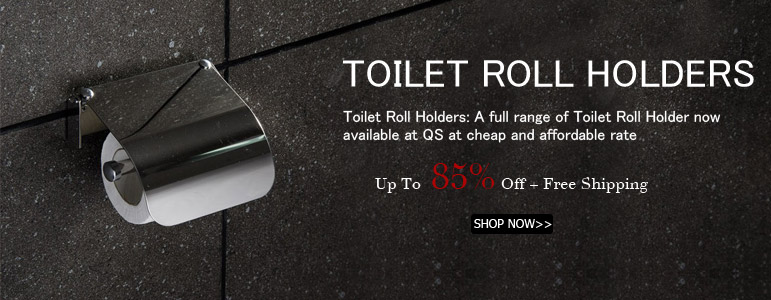 TOILET ROLL HOLDERS
Toilet Roll Holders: A full range of Toilet Roll Holder now
available at QS at cheap and affordable rate
Up To 85% Off + Free Shipping
SHOP NOW>>